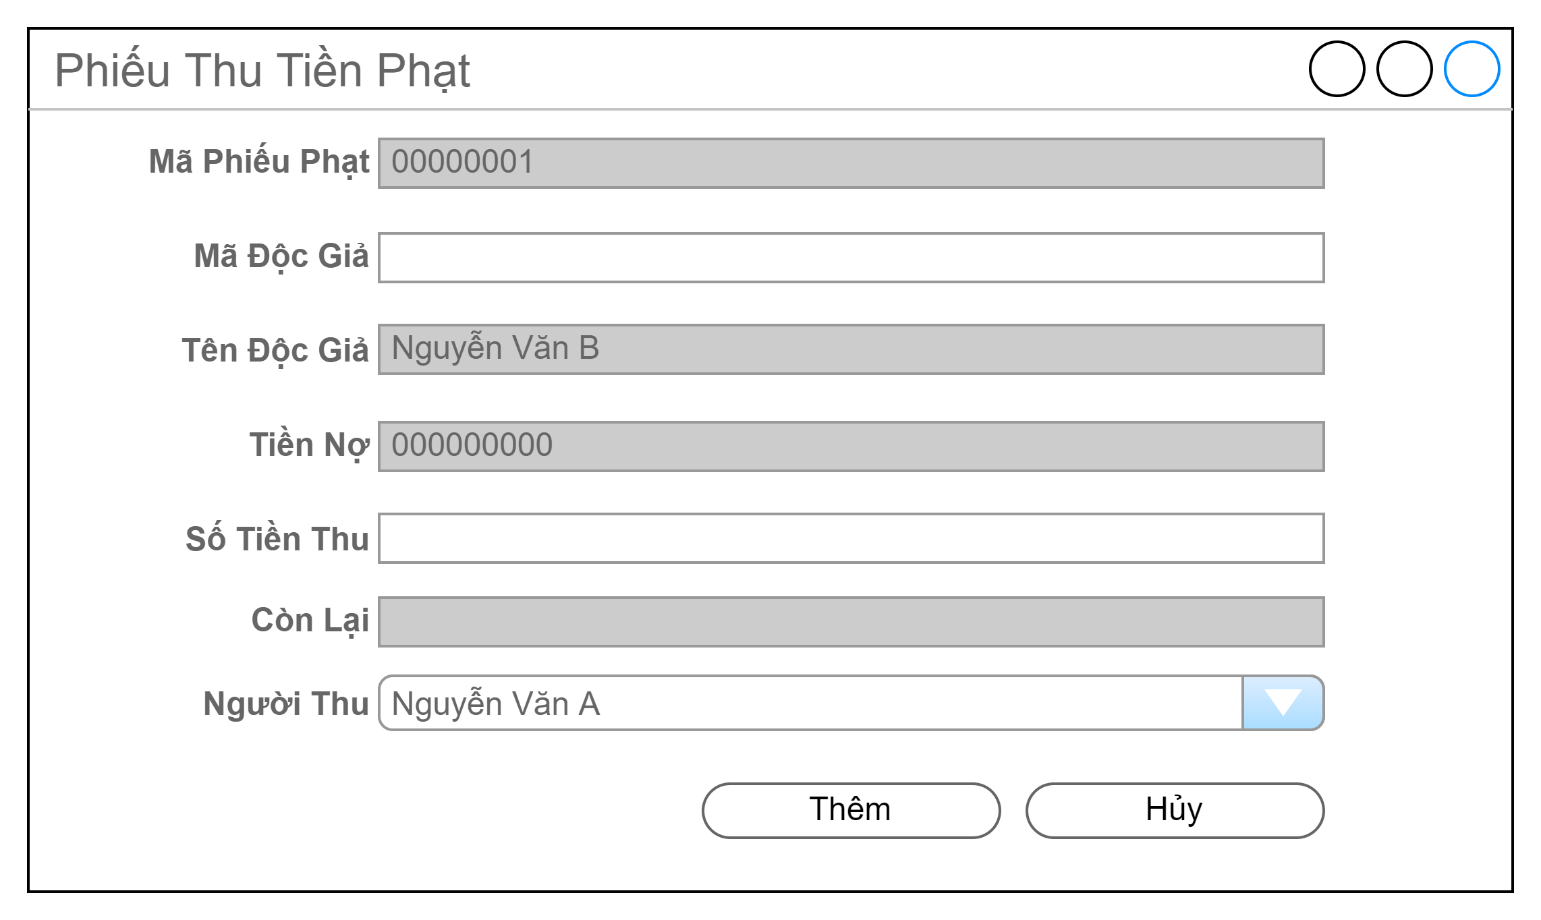 Phiếu Thu Tiền Phạt
Mã Phiếu Phạt 00000001
Mã Độc Giả
Tên Độc Giả Nguyễn Văn B
Tiền Nợ 000000000
Số Tiền Thu
Còn Lại
Người Thu Nguyễn Văn A
Thêm Hủy